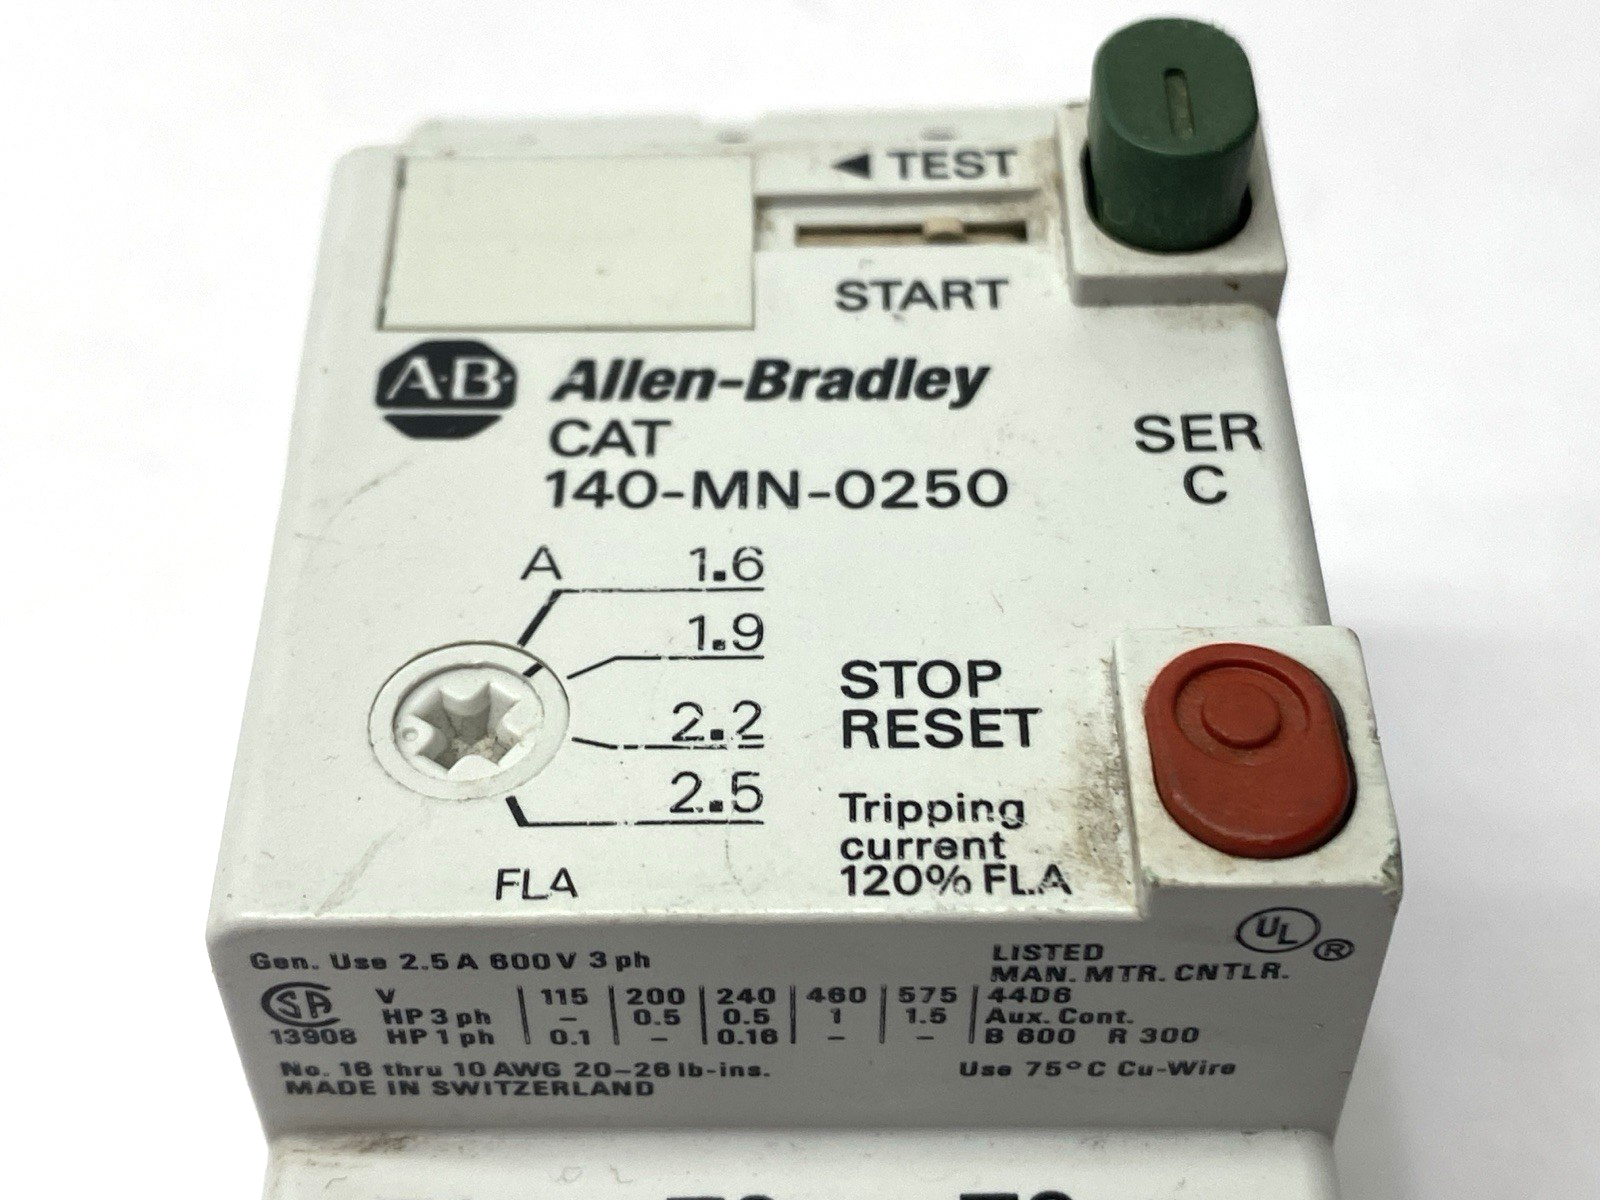 ◄ TEST
START
A·B Allen-Bradley
CAT
140-MN-0250
SER
C
A 1.6
1.9
2.2
2.5
FLA
STOP
RESET
Tripping
current
120% FLA
Gen. Use 2.5A 600V 3 ph
UL ®
LISTED
MAN. MTR. CNTLR.
44D6
Aux. Cont.
B 600 R 300
SA
13908
V | 115 | 200 | 240 | 460 | 575 |
HP 3 ph | – | 0.5 | 0.5 | 1 | 1.5 |
HP 1 ph | 0.1 | – | 0.16 | – | – |
No. 16 thru 10 AWG 20–26 lb-ins.
Use 75°C Cu-Wire
MADE IN SWITZERLAND